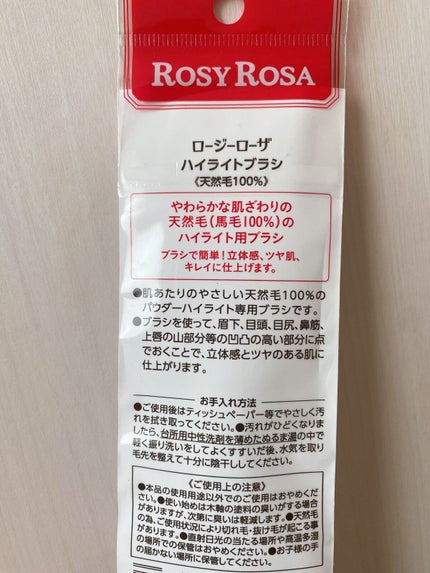 ROSY ROSA
ロージーローザ
ハイライトブラシ
《天然毛100%》
やわらかな肌ざわりの
天然毛(馬毛100%)の
ハイライト用ブラシ
ブラシで簡単!立体感、ツヤ肌、
キレイに仕上げます。
●肌あたりのやさしい天然毛100%の
パウダーハイライト専用ブラシです。
●ブラシを使って、眉下、目頭、目尻、鼻筋、
上唇の山部分等の凹凸の高い部分に点
でおくことで、立体感とツヤのある肌に
仕上がります。
お手入れ方法
●ご使用後はティッシュペーパー等でやさしく汚
れを拭き取ってください。●汚れがひどくなりま
したら、台所用中性洗剤を薄めたぬるま湯の中で
軽く振り洗いをしてよくすすいだ後、水気を取り
毛先を整えて十分に陰干ししてください。
《ご使用上の注意》
●本品の使用用途以外でのご使用はおやめくだ
さい。●使い始めは木軸の塗料の臭いがする場合
がありますが、次第に臭いは軽減します。●天然毛
の為、ご使用状況により切れ毛・抜け毛が起こる事
があります。●直射日光の当たる場所や高温多湿
の場所での保管はおやめください。●お子様の手
の届かない場所に保管してください。